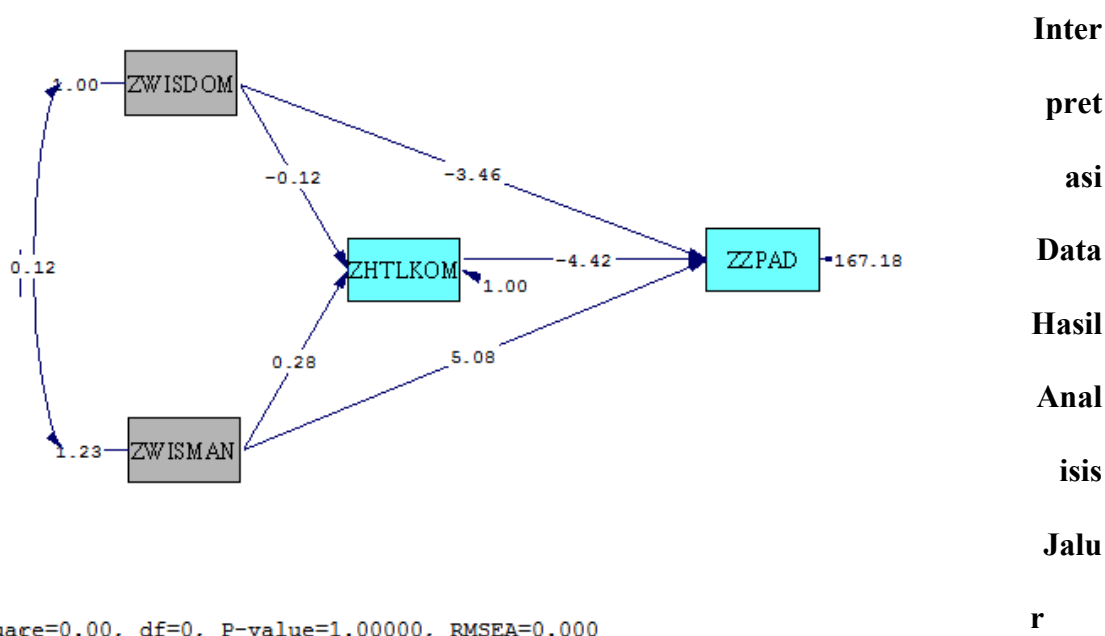 1.00
ZWISDOM
-0.12
-3.46
0.12
ZHTLKOM
-4.42
1.00
ZZPAD
167.18
0.28
5.08
1.23
ZWISMAN
uare=0.00, df=0, P-value=1.00000, RMSEA=0.000
Inter
pret
asi
Data
Hasil
Anal
isis
Jalu
r